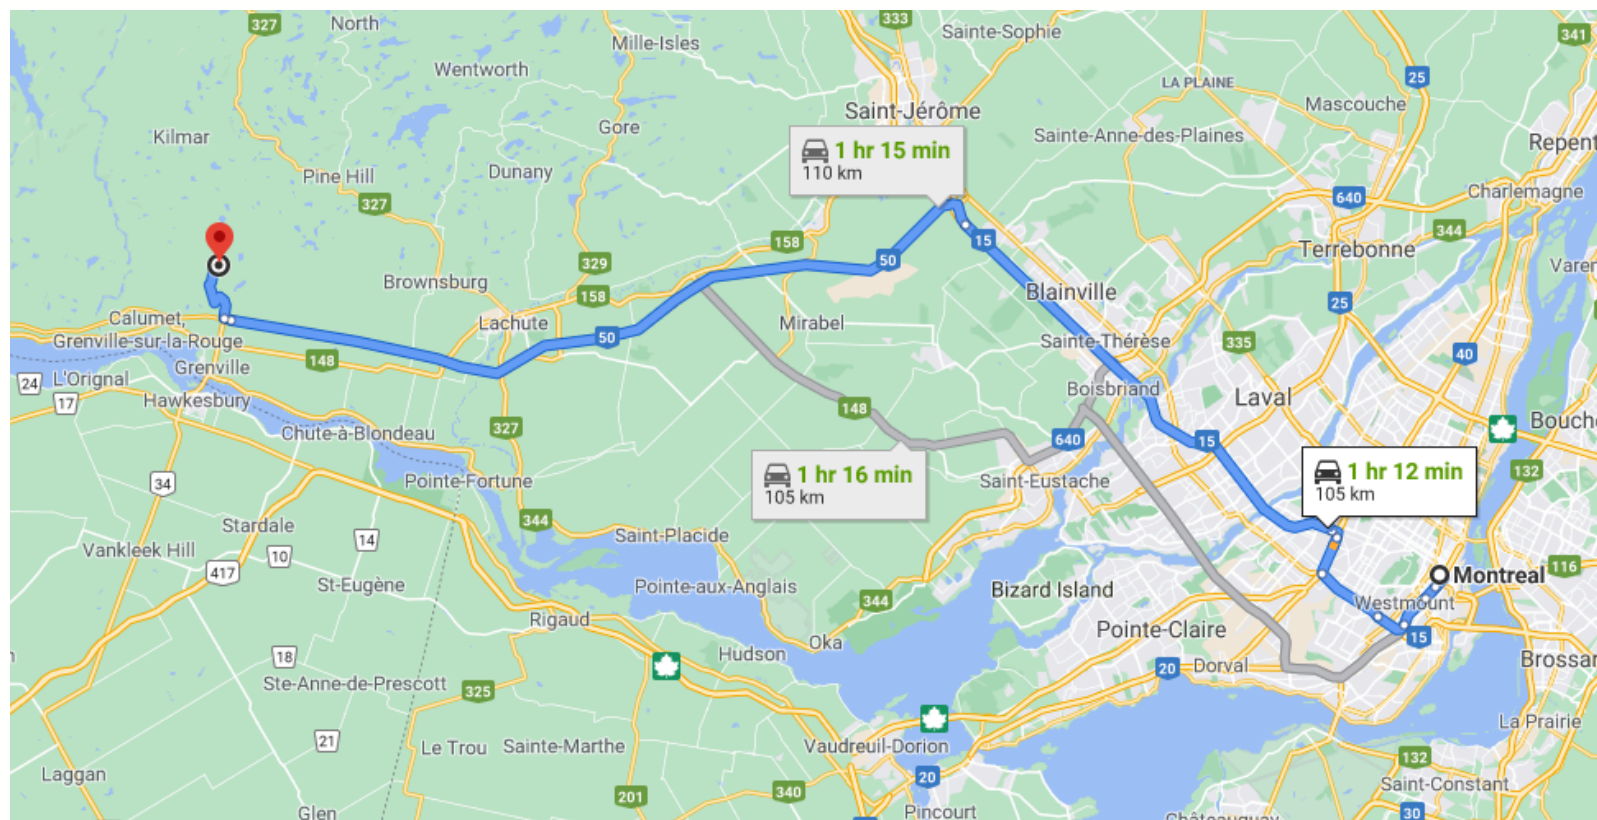 327
North
333
Sainte-Sophie
341
Mille-Isles
Wentworth
25
LA PLAINE
Mascouche
Saint-Jérôme
Kilmar
Gore
Sainte-Anne-des-Plaines
Repent
1 hr 15 min
110 km
Pine Hill
Dunany
327
640
Charlemagne
344
158
15
Terrebonne
329
50
Varen
Brownsburg
158
Blainville
25
Calumet,
Grenville-sur-la-Rouge
Lachute
50
Mirabel
Sainte-Thérèse
335
40
148
Grenville
24
L'Orignal
17
Hawkesbury
Boisbriand
Laval
148
Bouch
Chute-à-Blondeau
327
640
15
1 hr 12 min
105 km
132
1 hr 16 min
105 km
Saint-Eustache
Pointe-Fortune
34
344
Stardale
14
Saint-Placide
Vankleek Hill
10
417
St-Eugène
Pointe-aux-Anglais
Bizard Island
Montreal
116
344
Westmount
Rigaud
Pointe-Claire
15
Oka
Hudson
18
20
Dorval
Brossar
Ste-Anne-de-Prescott
325
La Prairie
21
Le Trou
Sainte-Marthe
Vaudreuil-Dorion
132
Laggan
20
Saint-Constant
201
340
Glen
Pincourt
30
Châteauguay